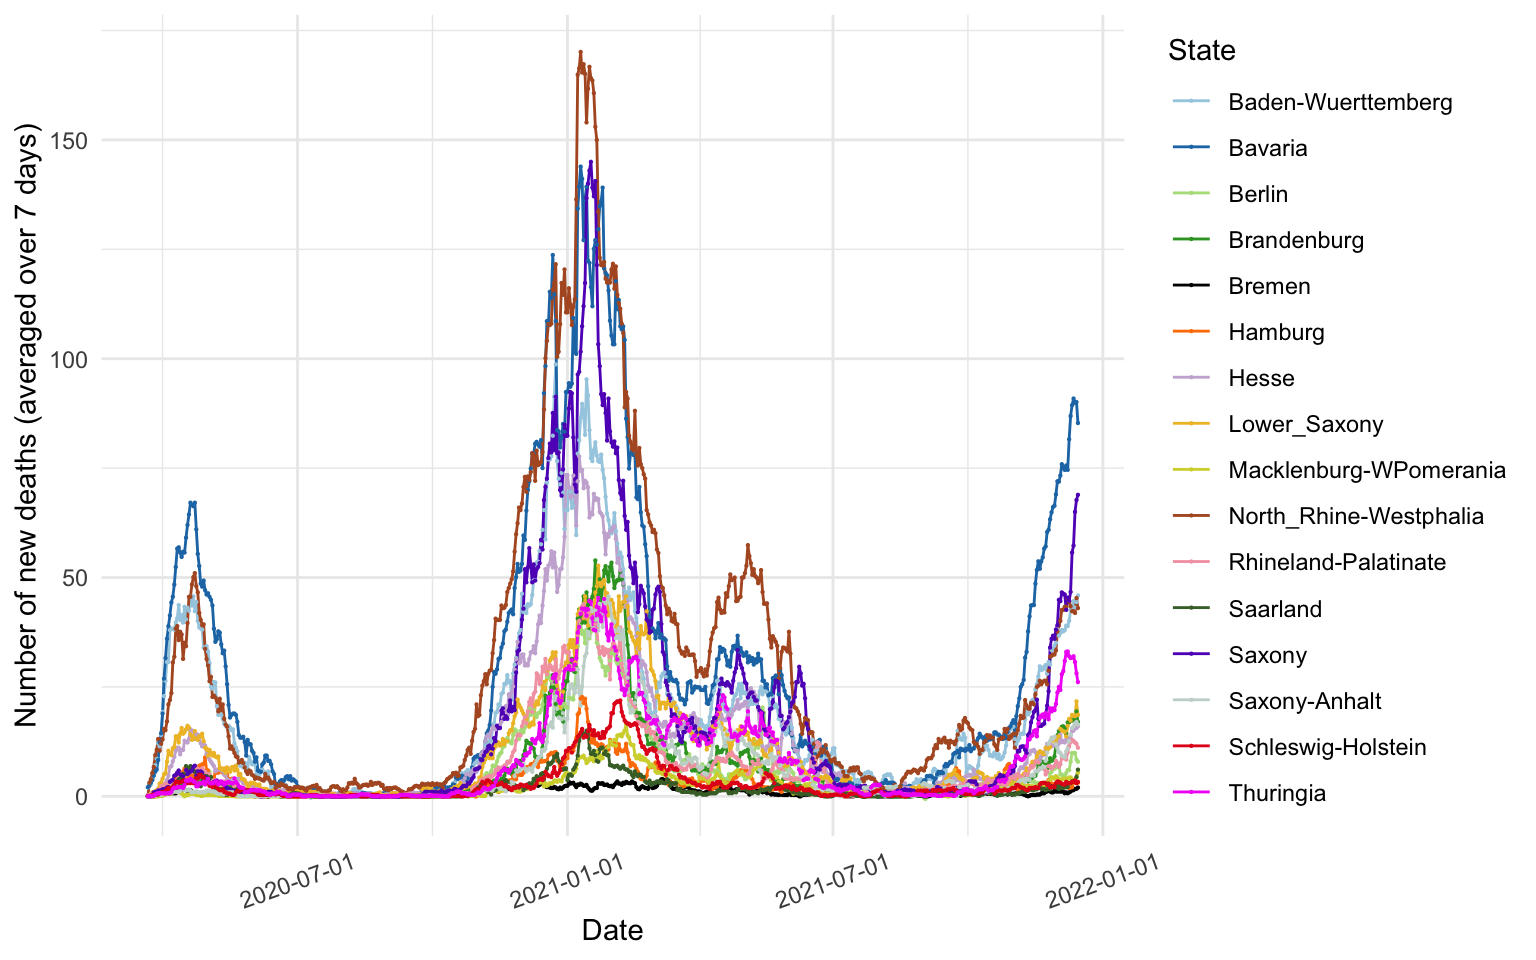 Number of new deaths (averaged over 7 days)
150
100
50
0
2020-07-01
2021-01-01
2021-07-01
2022-01-01
Date
State
Baden-Wuerttemberg
Bavaria
Berlin
Brandenburg
Bremen
Hamburg
Hesse
Lower_Saxony
Macklenburg-WPomerania
North_Rhine-Westphalia
Rhineland-Palatinate
Saarland
Saxony
Saxony-Anhalt
Schleswig-Holstein
Thuringia